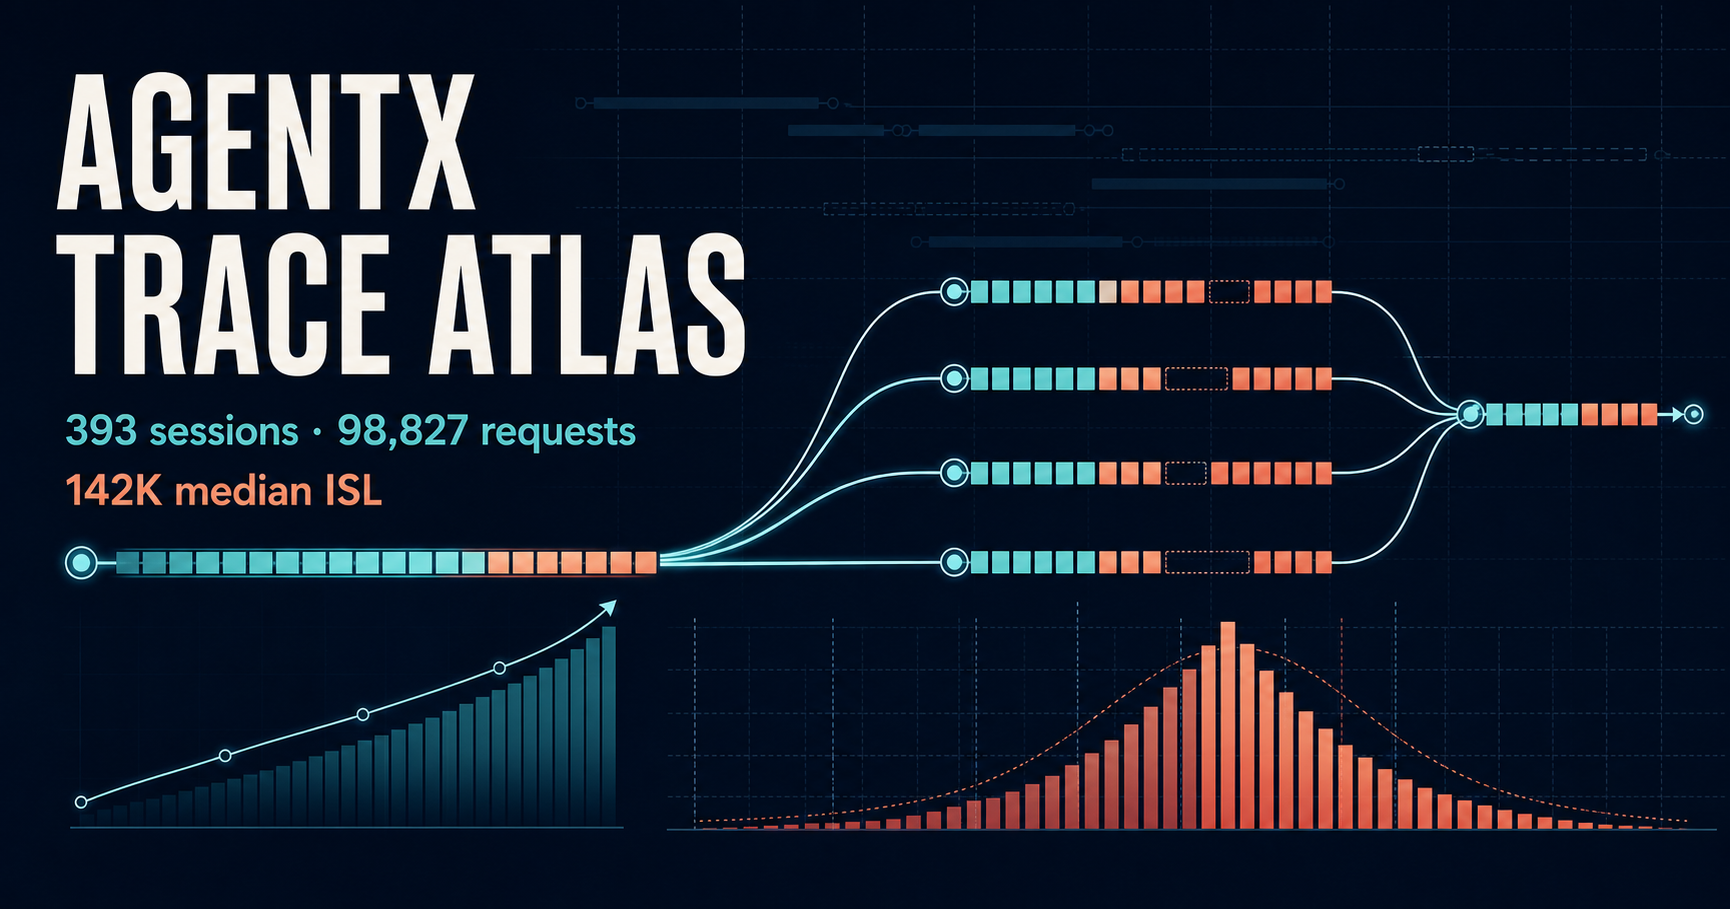 AGENTX
TRACE ATLAS
393 sessions · 98,827 requests
142K median ISL